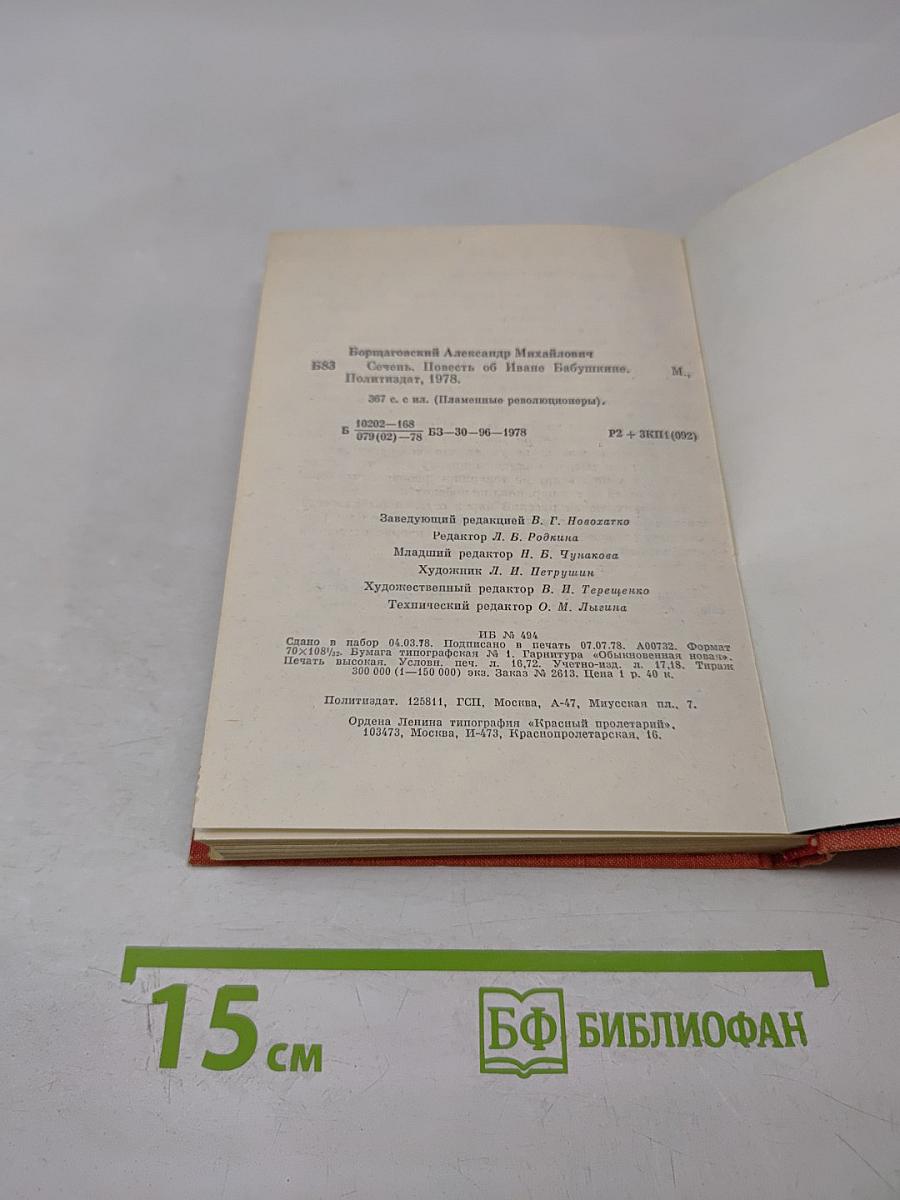 Борщаговский Александр Михайлович
Б83 Сечень. Повесть об Иване Бабушкине. М.,
Политиздат, 1978.
367 с. с ил. (Пламенные революционеры).
Б 10202—168 / 079(02)—78 БЗ—30—96—1978 Р2 + 3КП1(092)
Заведующий редакцией В. Г. Новохатко
Редактор Л. Б. Родкина
Младший редактор Н. Б. Чунакова
Художник Л. И. Петрушин
Художественный редактор В. И. Терещенко
Технический редактор О. М. Лыгина
ИБ № 494
Сдано в набор 04.03.78. Подписано в печать 07.07.78. А00732. Формат
70×108¹/₃₂. Бумага типографская № 1. Гарнитура «Обыкновенная новая».
Печать высокая. Условн. печ. л. 16,72. Учетно-изд. л. 17,18. Тираж
300 000 (1—150 000) экз. Заказ № 2613. Цена 1 р. 40 к.
Политиздат. 125811, ГСП, Москва, А-47, Миусская пл., 7.
Ордена Ленина типография «Красный пролетарий».
103473, Москва, И-473, Краснопролетарская, 16.
15 см
БФ БИБЛИОФАН